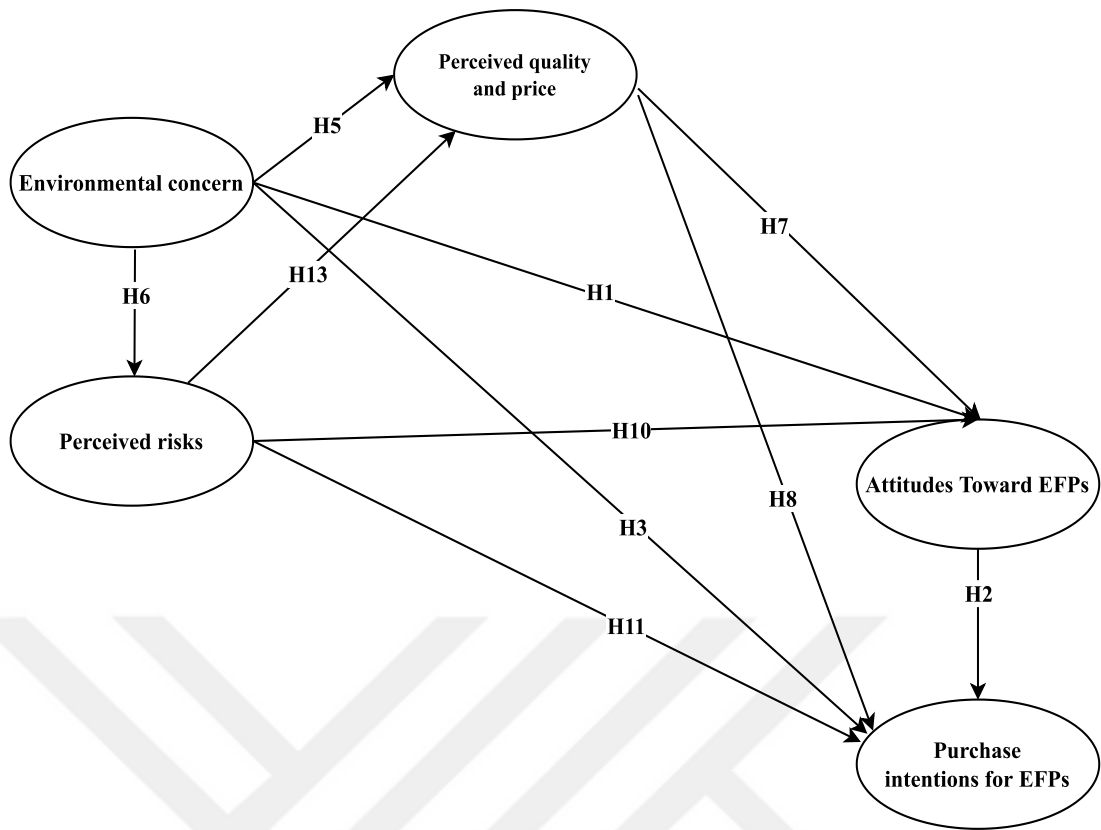 Perceived quality
and price
H5
Environmental concern
H7
H13
H1
H6
H10
Perceived risks
Attitudes Toward EFPs
H8
H3
H2
H11
Purchase
intentions for EFPs